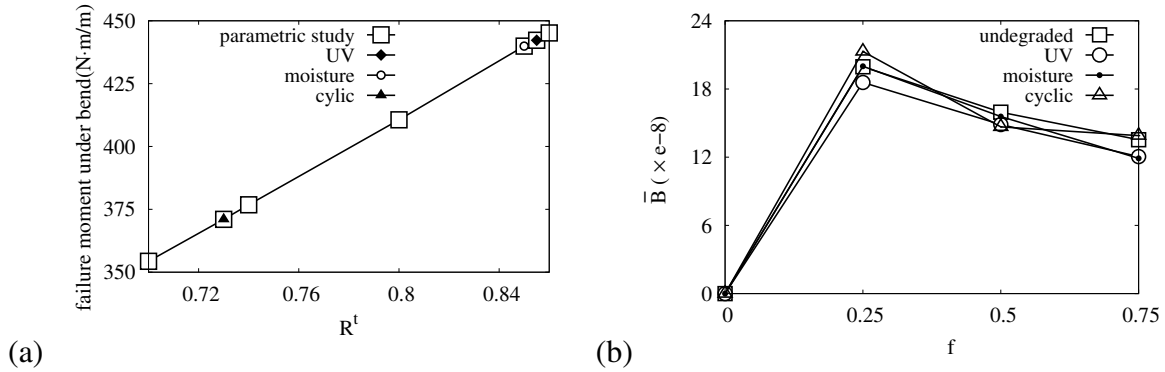 failure moment under bend(N·m/m)
450
425
400
375
350
parametric study
UV
moisture
cylic
0.72
0.76
0.8
0.84
R^t
(a)
B̅ ( × e−8)
24
18
12
6
0
undegraded
UV
moisture
cyclic
0
0.25
0.5
0.75
f
(b)